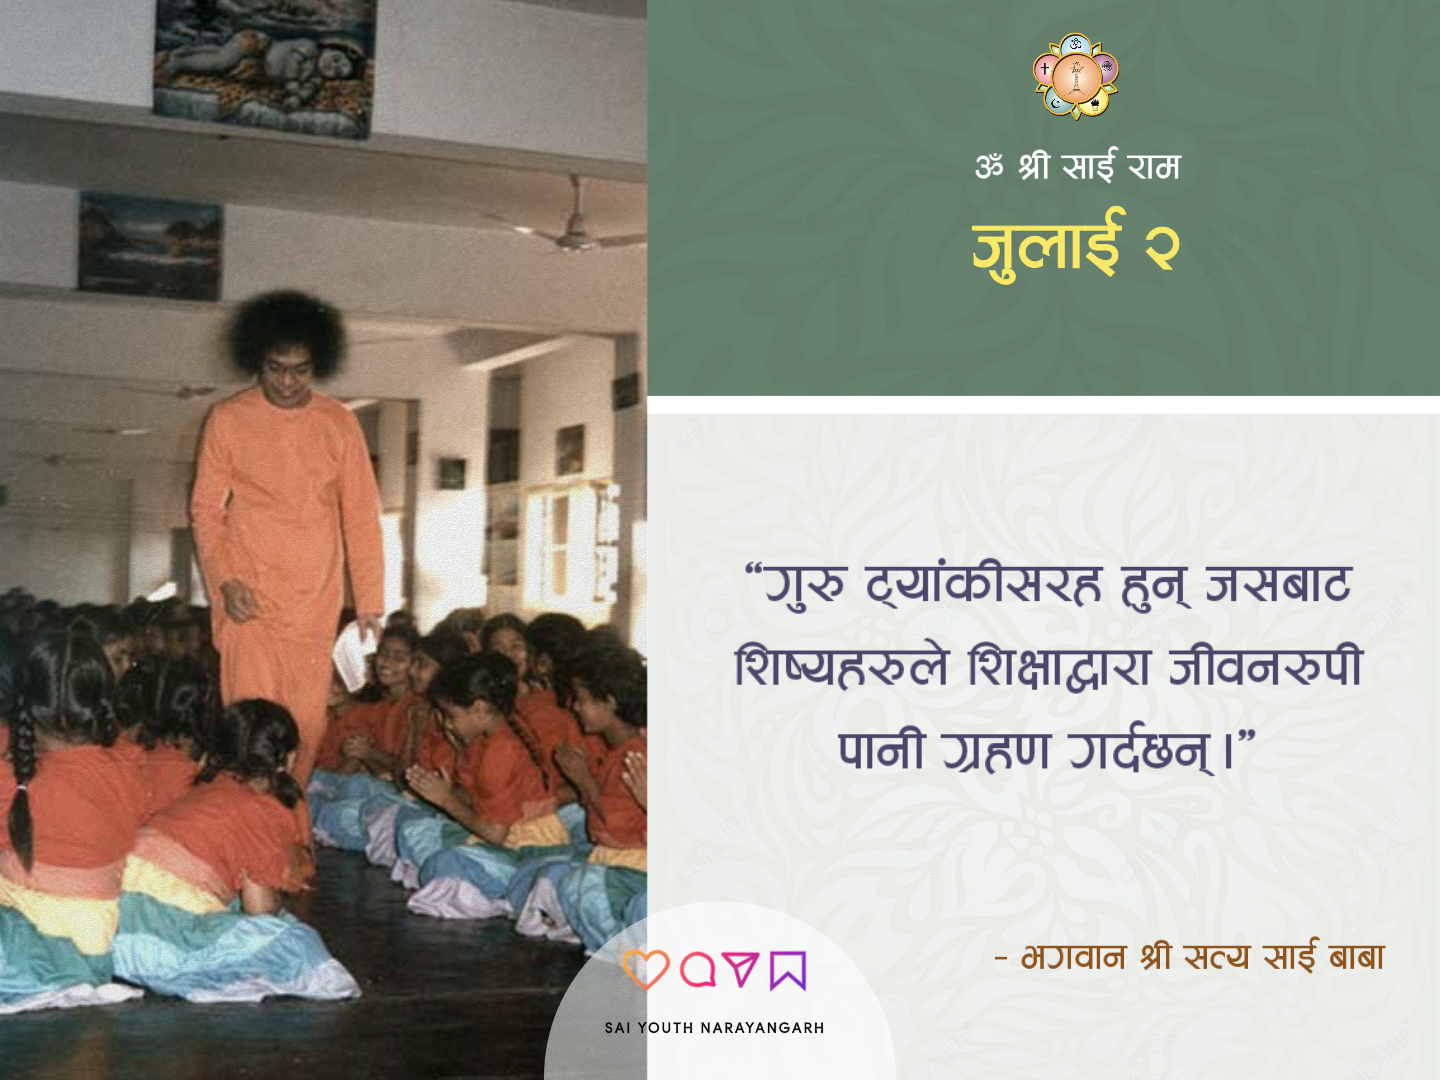 ॐ श्री साई राम
जुलाई २
“गुरु ट्यांकीसरह हुन् जसबाट
शिष्यहरुले शिक्षाद्वारा जीवनरुपी
पानी ग्रहण गर्दछन् ।”
- भगवान श्री सत्य साई बाबा
SAI YOUTH NARAYANGARH